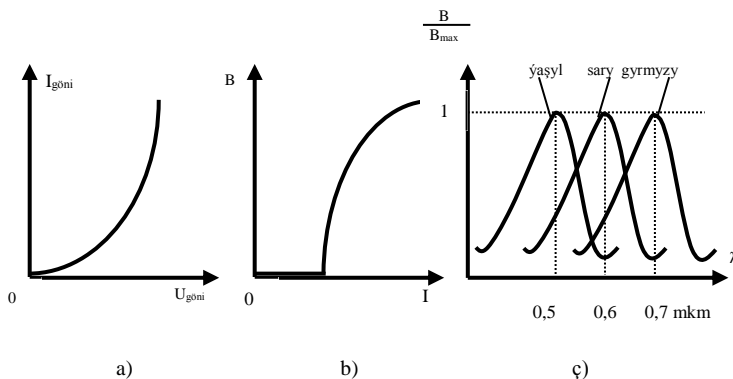 B
Bmax
Igöni
B
ýaşyl sary gyrmyzy
1
0
Ugöni
0
I
λ
0,5 0,6 0,7 mkm
a) b) ç)